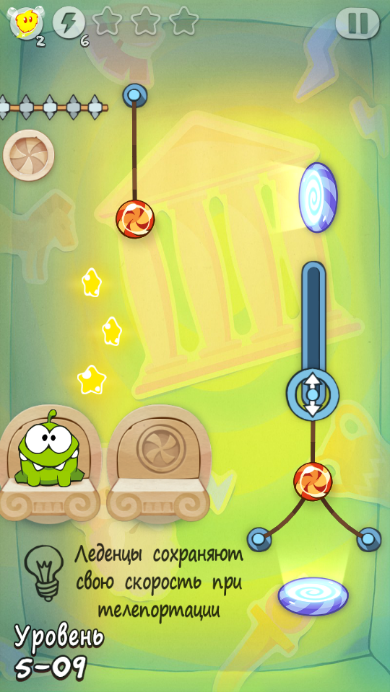 2
6
Леденцы сохраняют
свою скорость при
телепортации
Уровень
5-09